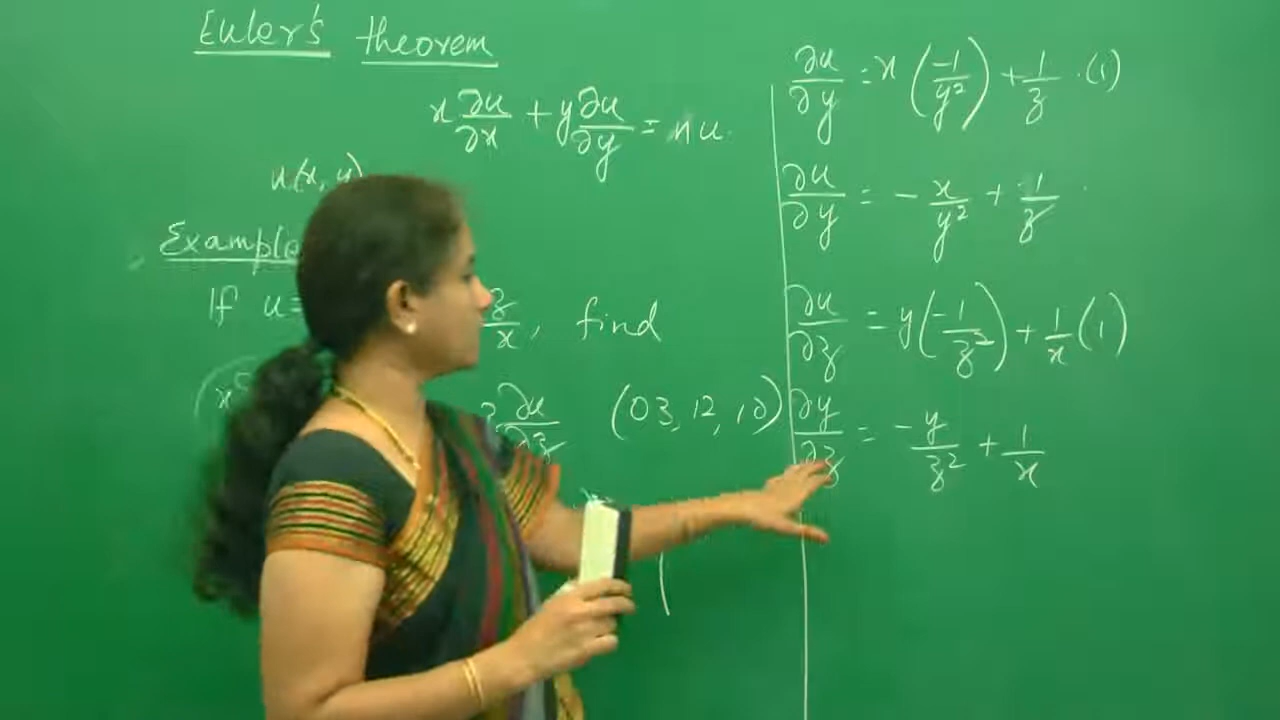 Euler's theorem
x ∂u/∂x + y ∂u/∂y = nu.
u(x, y)
Example
If u = z/x, find
(x ∂u/∂z (03, 12, 10)
∂u/∂y = x (-1/y²) + 1/z · (1)
∂u/∂y = - x/y² + 1/z
∂u/∂z = y (-1/z²) + 1/x (1)
∂y/∂z = -y/z² + 1/x